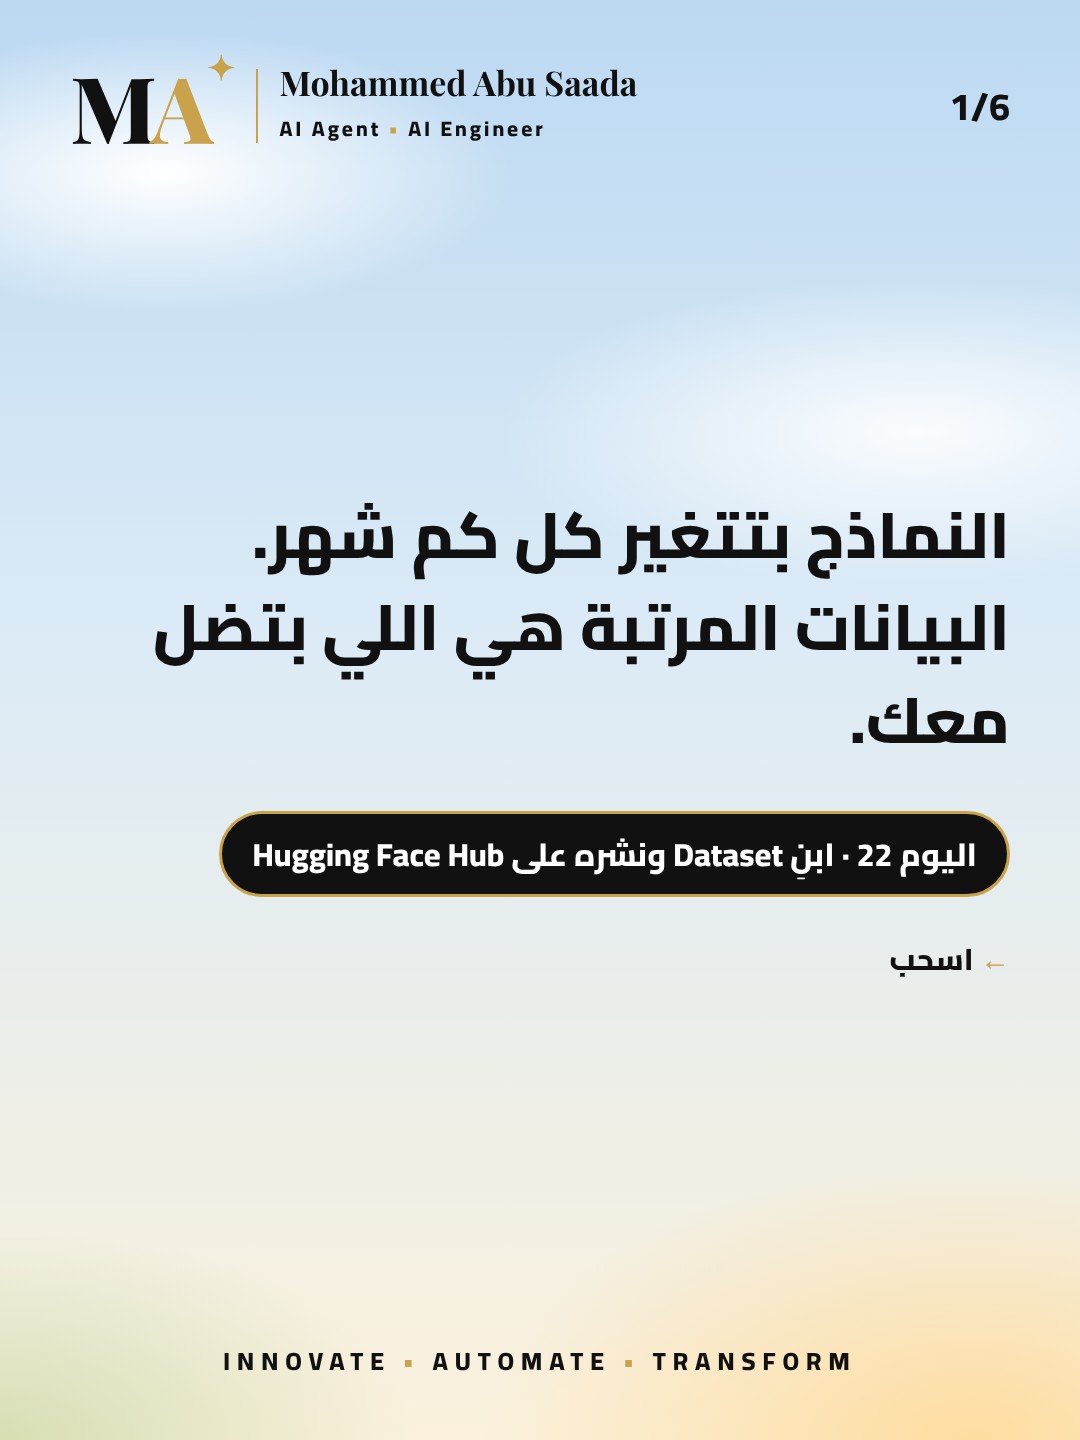 MA
Mohammed Abu Saada
AI Agent ▪ AI Engineer
1/6
النماذج بتتغير كل كم شهر.
البيانات المرتبة هي اللي بتضل
معك.
اليوم 22 · ابنِ Dataset ونشره على Hugging Face Hub
← اسحب
INNOVATE ▪ AUTOMATE ▪ TRANSFORM